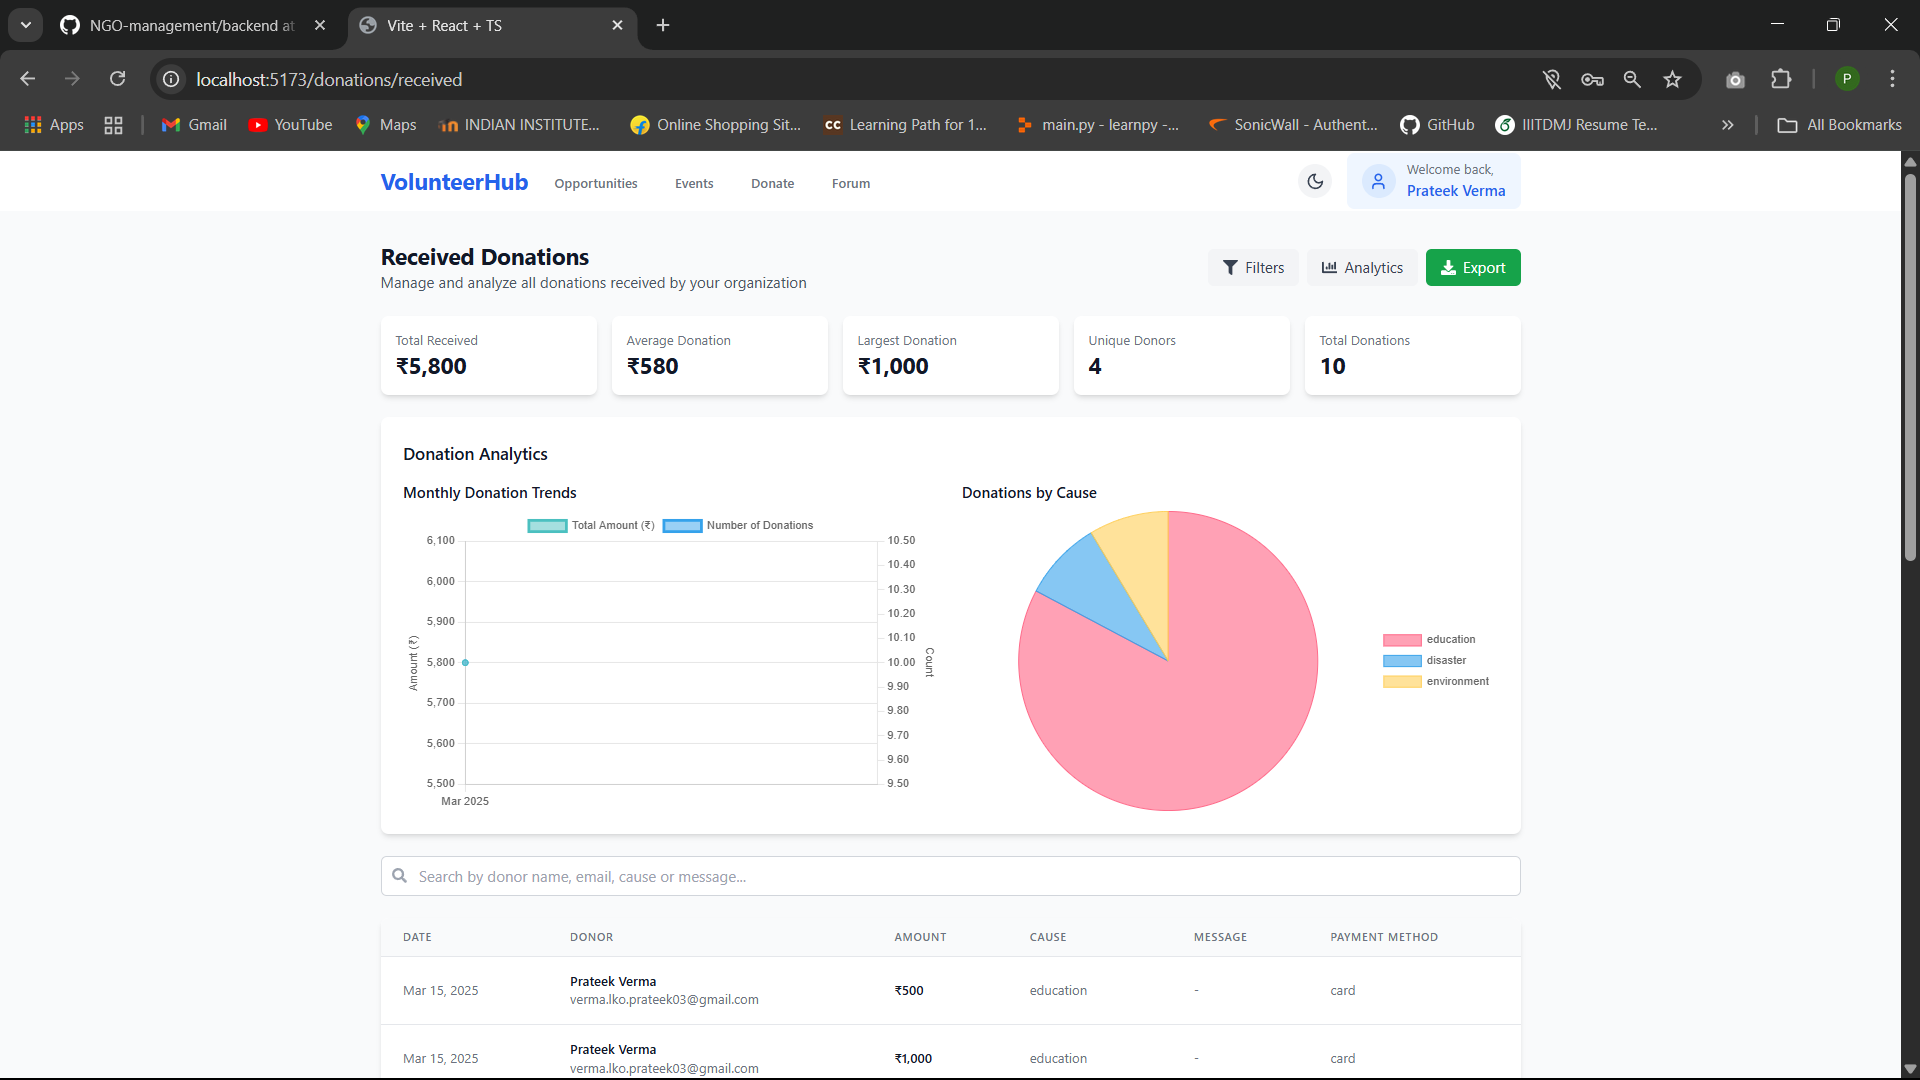 NGO-management/backend at
Vite + React + TS
localhost:5173/donations/received
P
Apps
Gmail
YouTube
Maps
INDIAN INSTITUTE...
Online Shopping Sit...
CC Learning Path for 1...
main.py - learnpy -...
SonicWall - Authent...
GitHub
IIITDMJ Resume Te...
»
All Bookmarks
VolunteerHub
Opportunities
Events
Donate
Forum
Welcome back,
Prateek Verma
Received Donations
Manage and analyze all donations received by your organization
Filters
Analytics
Export
Total Received
₹5,800
Average Donation
₹580
Largest Donation
₹1,000
Unique Donors
4
Total Donations
10
Donation Analytics
Monthly Donation Trends
Total Amount (₹)
Number of Donations
6,100
6,000
5,900
5,800
5,700
5,600
5,500
Amount (₹)
10.50
10.40
10.30
10.20
10.10
10.00
9.90
9.80
9.70
9.60
9.50
Count
Mar 2025
Donations by Cause
education
disaster
environment
Search by donor name, email, cause or message...
DATE DONOR AMOUNT CAUSE MESSAGE PAYMENT METHOD
Mar 15, 2025 Prateek Verma ₹500 education - card
verma.lko.prateek03@gmail.com
Mar 15, 2025 Prateek Verma ₹1,000 education - card
verma.lko.prateek03@gmail.com